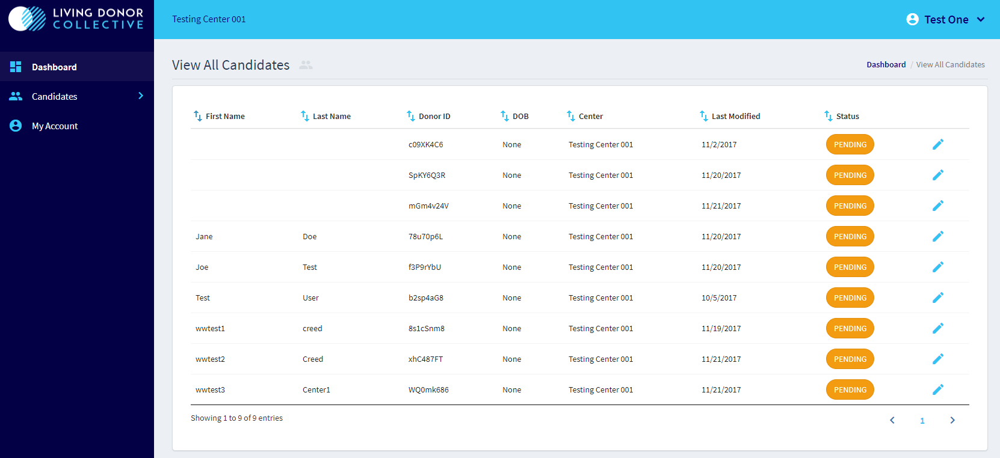 LIVING DONOR
COLLECTIVE
Testing Center 001
Test One
Dashboard
Candidates
My Account
View All Candidates
Dashboard / View All Candidates
First Name Last Name Donor ID DOB Center Last Modified Status
c09XK4C6 None Testing Center 001 11/2/2017 PENDING
SpKY6Q3R None Testing Center 001 11/20/2017 PENDING
mGm4v24V None Testing Center 001 11/21/2017 PENDING
Jane Doe 78u70p6L None Testing Center 001 11/20/2017 PENDING
Joe Test f3P9rYbU None Testing Center 001 11/20/2017 PENDING
Test User b2sp4aG8 None Testing Center 001 10/5/2017 PENDING
wwtest1 creed 8s1cSnm8 None Testing Center 001 11/19/2017 PENDING
wwtest2 Creed xhC487FT None Testing Center 001 11/21/2017 PENDING
wwtest3 Center1 WQ0mk686 None Testing Center 001 11/21/2017 PENDING
Showing 1 to 9 of 9 entries
1